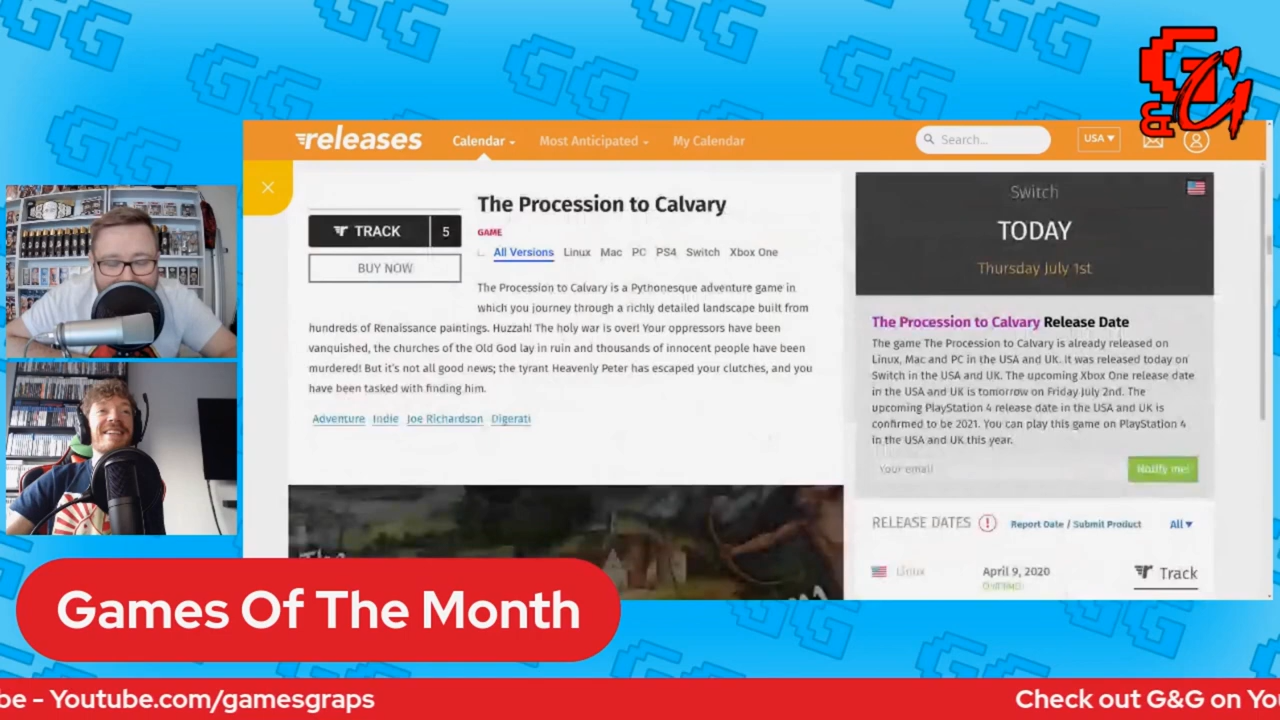 G&G
releases
Calendar
Most Anticipated
My Calendar
Search...
USA
The Procession to Calvary
GAME
TRACK 5
BUY NOW
All Versions Linux Mac PC PS4 Switch Xbox One
The Procession to Calvary is a Pythonesque adventure game in
which you journey through a richly detailed landscape built from
hundreds of Renaissance paintings. Huzzah! The holy war is over! Your oppressors have been
vanquished, the churches of the Old God lay in ruin and thousands of innocent people have been
murdered! But it's not all good news; the tyrant Heavenly Peter has escaped your clutches, and you
have been tasked with finding him.
Adventure Indie Joe Richardson Digerati
Switch
TODAY
Thursday July 1st
The Procession to Calvary Release Date
The game The Procession to Calvary is already released on
Linux, Mac and PC in the USA and UK. It was released today on
Switch in the USA and UK. The upcoming Xbox One release date
in the USA and UK is tomorrow on Friday July 2nd. The
upcoming PlayStation 4 release date in the USA and UK is
confirmed to be 2021. You can play this game on PlayStation 4
in the USA and UK this year.
Your email
Notify me!
RELEASE DATES
Report Date / Submit Product
All
Linux
April 9, 2020
CONFIRMED
Track
Games Of The Month
be - Youtube.com/gamesgraps
Check out G&G on You